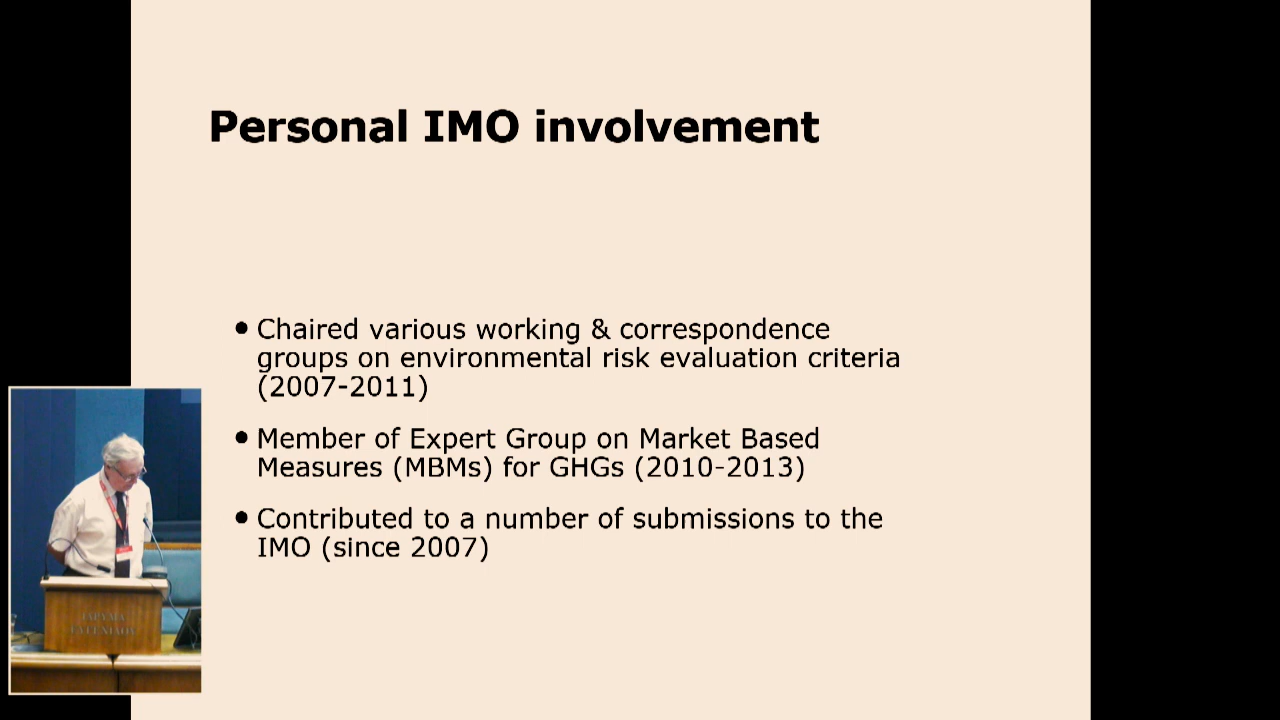 Personal IMO involvement
• Chaired various working & correspondence
groups on environmental risk evaluation criteria
(2007-2011)
• Member of Expert Group on Market Based
Measures (MBMs) for GHGs (2010-2013)
• Contributed to a number of submissions to the
IMO (since 2007)